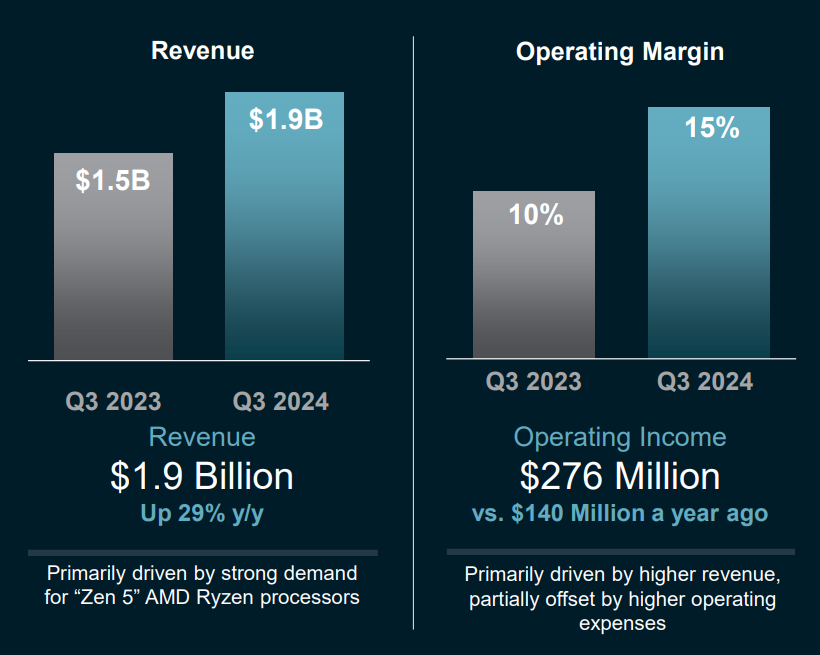 Revenue
$1.5B
$1.9B
Q3 2023
Q3 2024
Revenue
$1.9 Billion
Up 29% y/y
Primarily driven by strong demand
for “Zen 5” AMD Ryzen processors
Operating Margin
10%
15%
Q3 2023
Q3 2024
Operating Income
$276 Million
vs. $140 Million a year ago
Primarily driven by higher revenue,
partially offset by higher operating
expenses